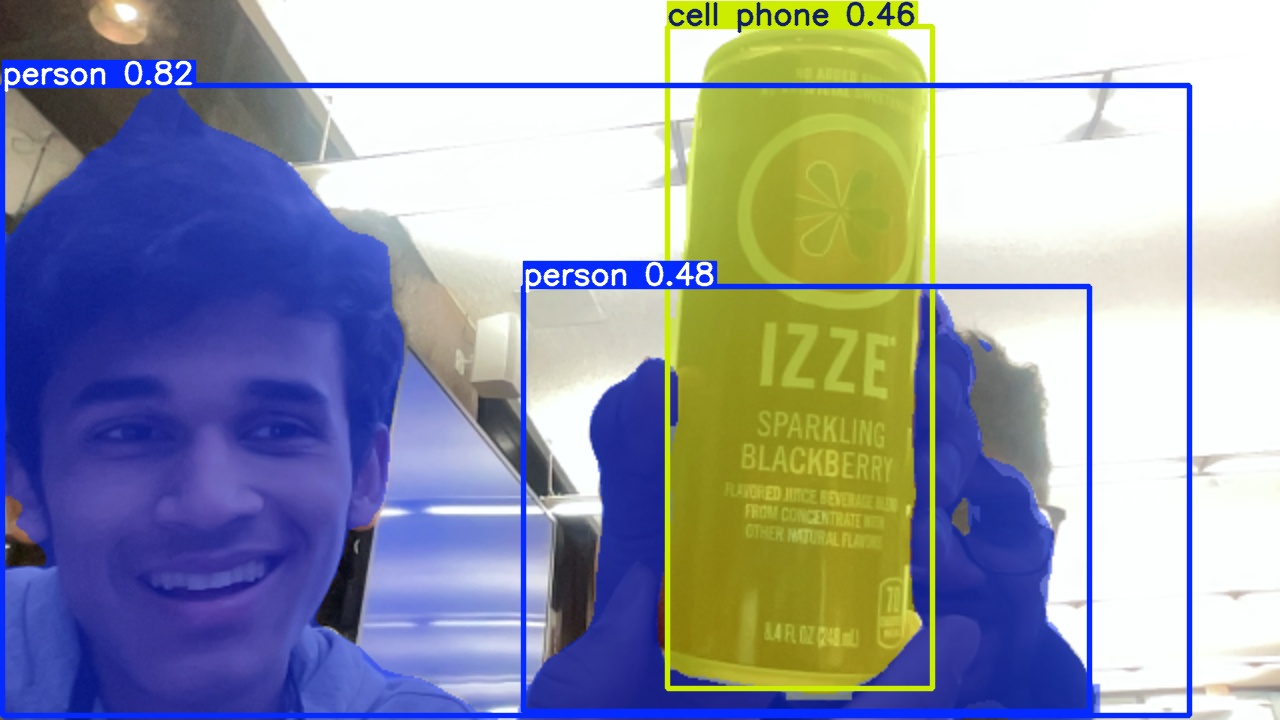 cell phone 0.46
person 0.82
person 0.48
IZZE
SPARKLING
BLACKBERRY
FLAVORED JUICE BEVERAGE BLEND
FROM CONCENTRATE WITH
OTHER NATURAL FLAVORS
70
8.4 FL OZ (248 mL)